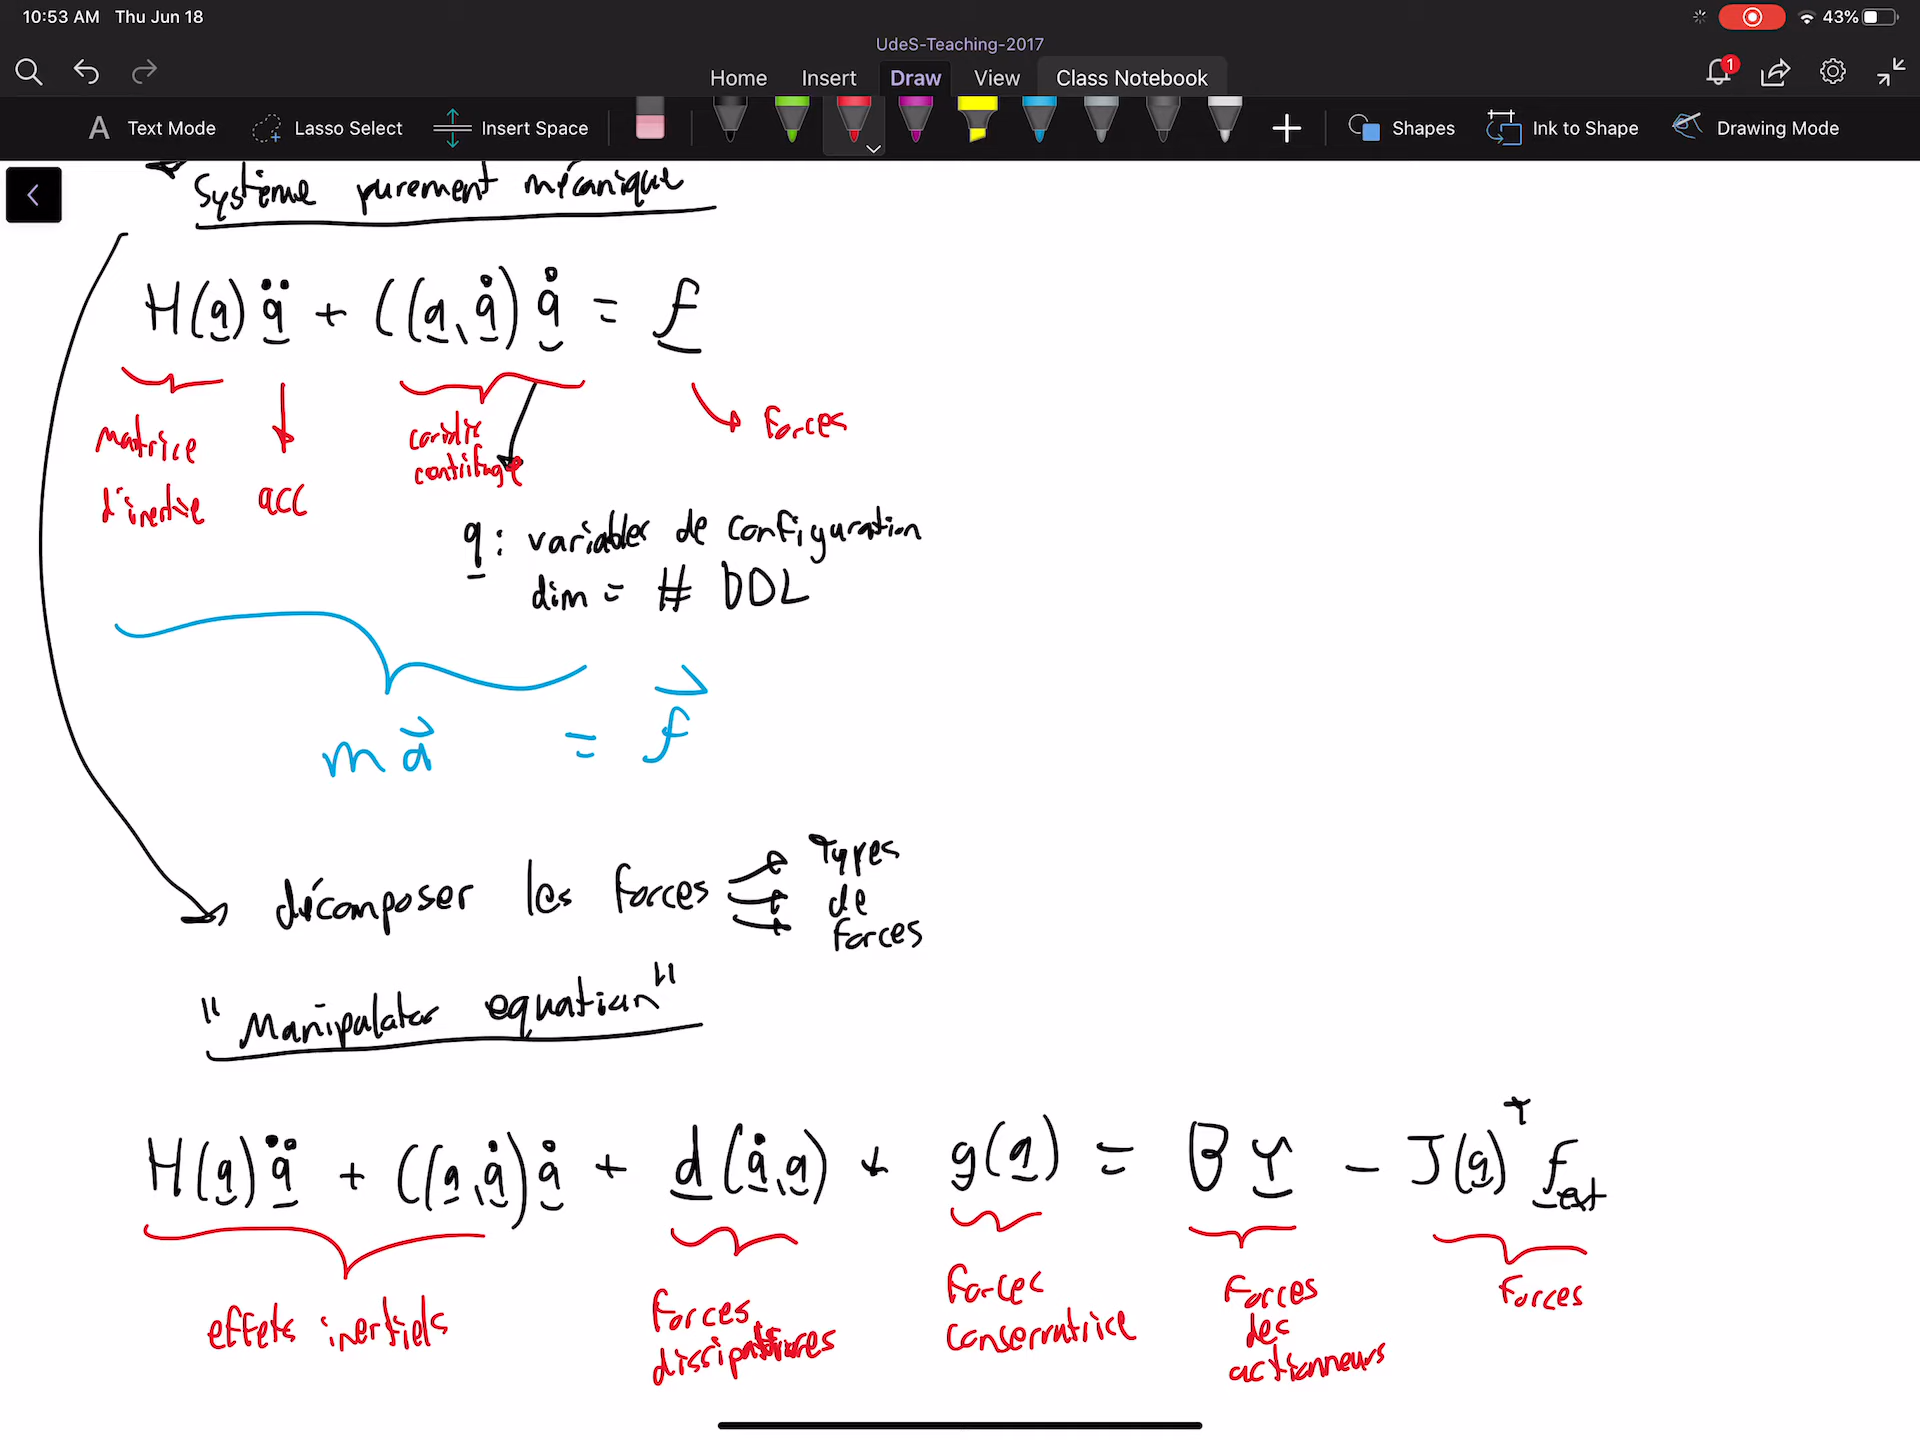 10:53 AM Thu Jun 18
43%
UdeS-Teaching-2017
Home Insert Draw View Class Notebook
1
A Text Mode Lasso Select Insert Space Shapes Ink to Shape Drawing Mode
Système purement mécanique
H(q) q̈ + C(q, q̇) q̇ = f
matrice d'inertie
acc
coriolis centrifuge
Forces
q : variables de configuration
dim = # DDL
m a⃗ = f⃗
décomposer les forces
Types de forces
"Manipulator equation"
H(q) q̈ + C(q, q̇) q̇ + d(q̇, q) + g(q) = B τ − J(q)ᵀ f_ext
effets inertiels
Forces dissipatives
Forces conservatrice
Forces des actionneurs
Forces